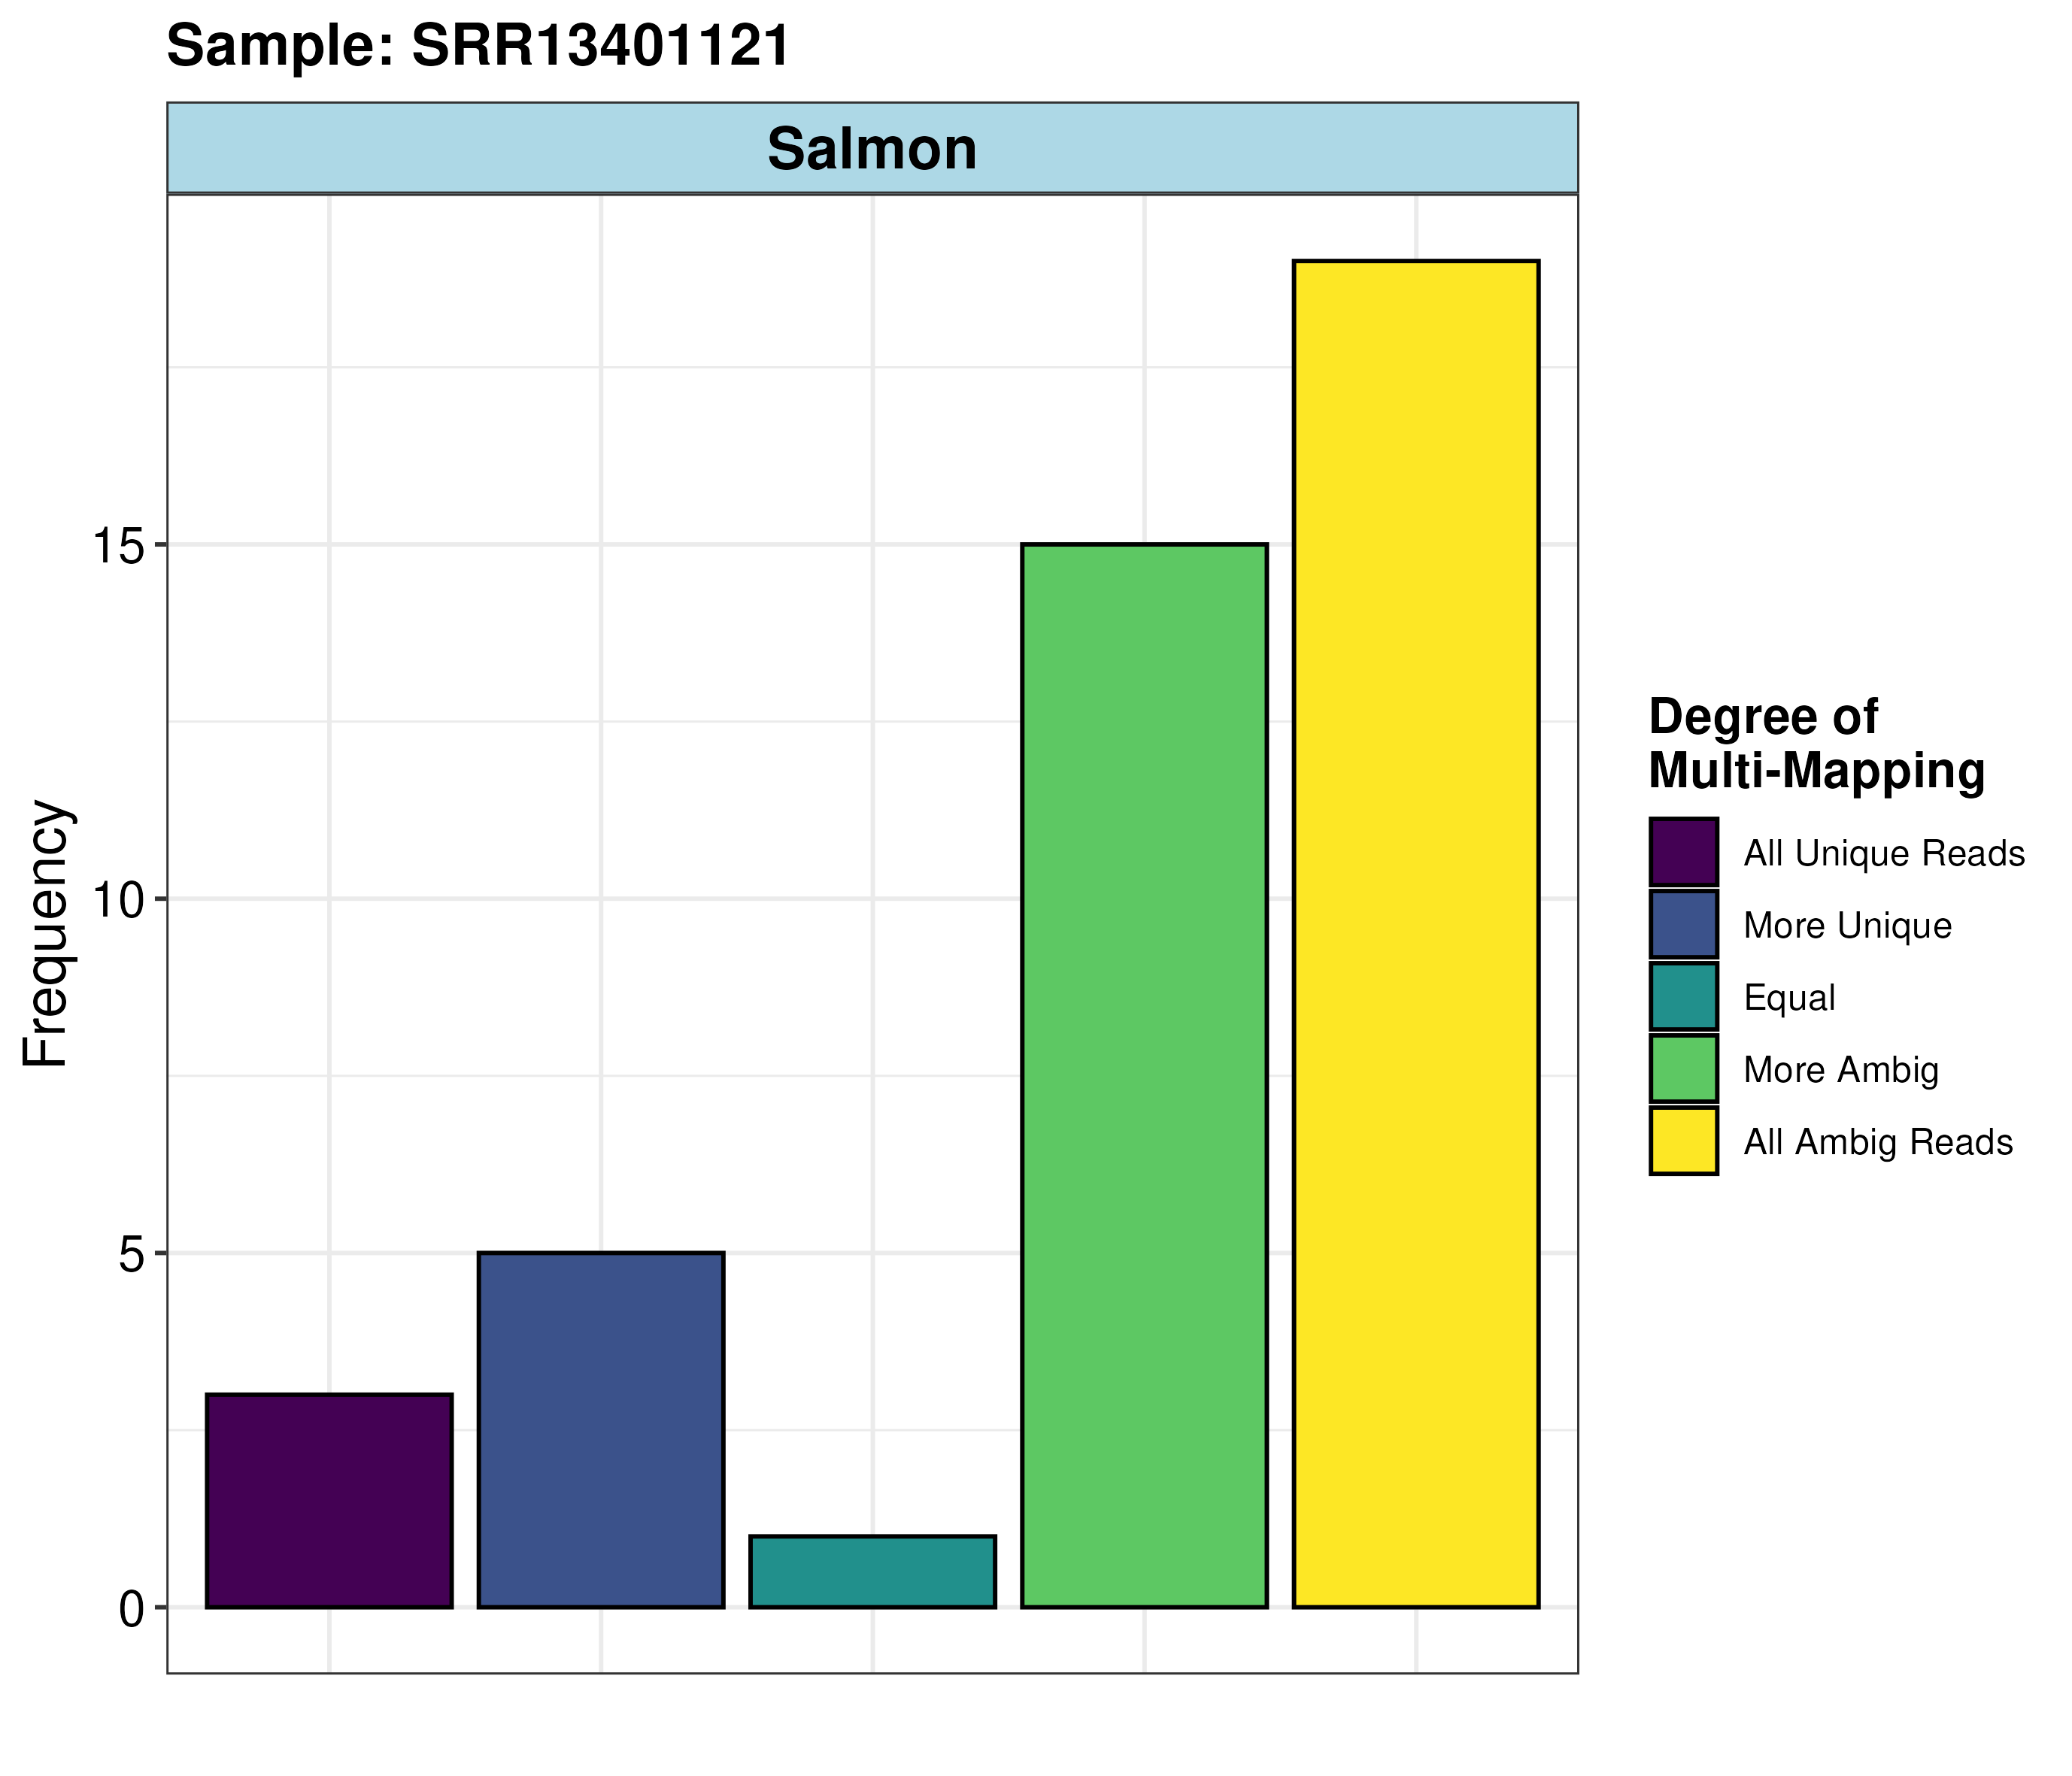 Sample: SRR13401121
Salmon
Frequency
15
10
5
0
Degree of
Multi-Mapping
All Unique Reads
More Unique
Equal
More Ambig
All Ambig Reads